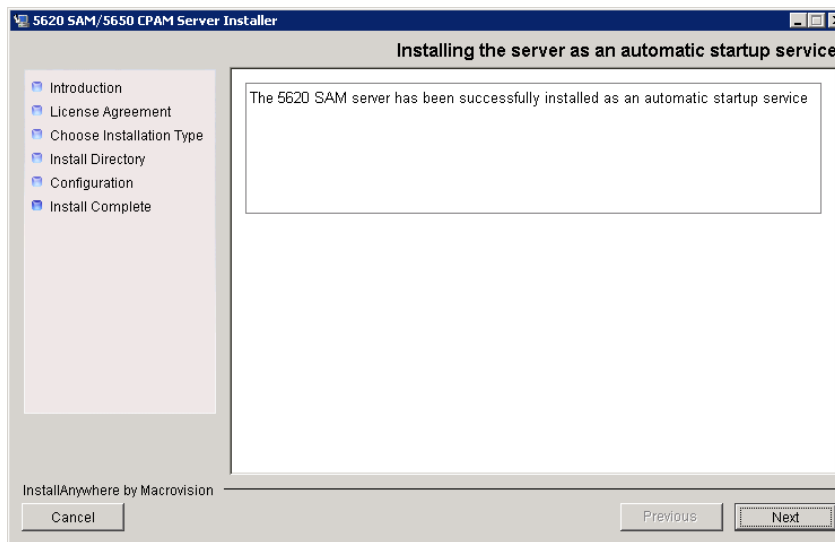 5620 SAM/5650 CPAM Server Installer
Installing the server as an automatic startup service
Introduction
License Agreement
Choose Installation Type
Install Directory
Configuration
Install Complete
The 5620 SAM server has been successfully installed as an automatic startup service
InstallAnywhere by Macrovision
Cancel
Previous
Next